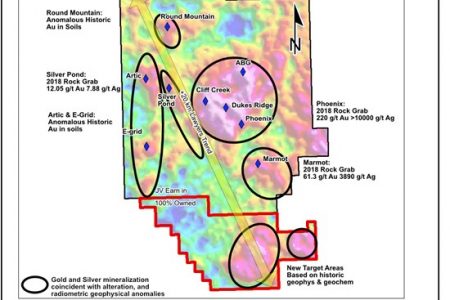 Round Mountain:
Anomalous Historic
Au in Soils
Round Mountain
N
Silver Pond:
2018 Rock Grab
12.05 g/t Au 7.88 g/t Ag
Artic
ABG
Cliff Creek
Silver
Pond
Dukes Ridge
Phoenix
Phoenix:
2018 Rock Grab
220 g/t Au >10000 g/t Ag
+20 km Lawyers Trend
Artic & E-Grid:
Anomalous Historic
Au in soils
E-grid
Marmot
Marmot:
2018 Rock Grab
61.3 g/t Au 3890 g/t Ag
JV Earn in
100% Owned
New Target Areas
Based on historic
geophys & geochem
Gold and Silver mineralization
coincident with alteration, and
radiometric geophysical anomalies